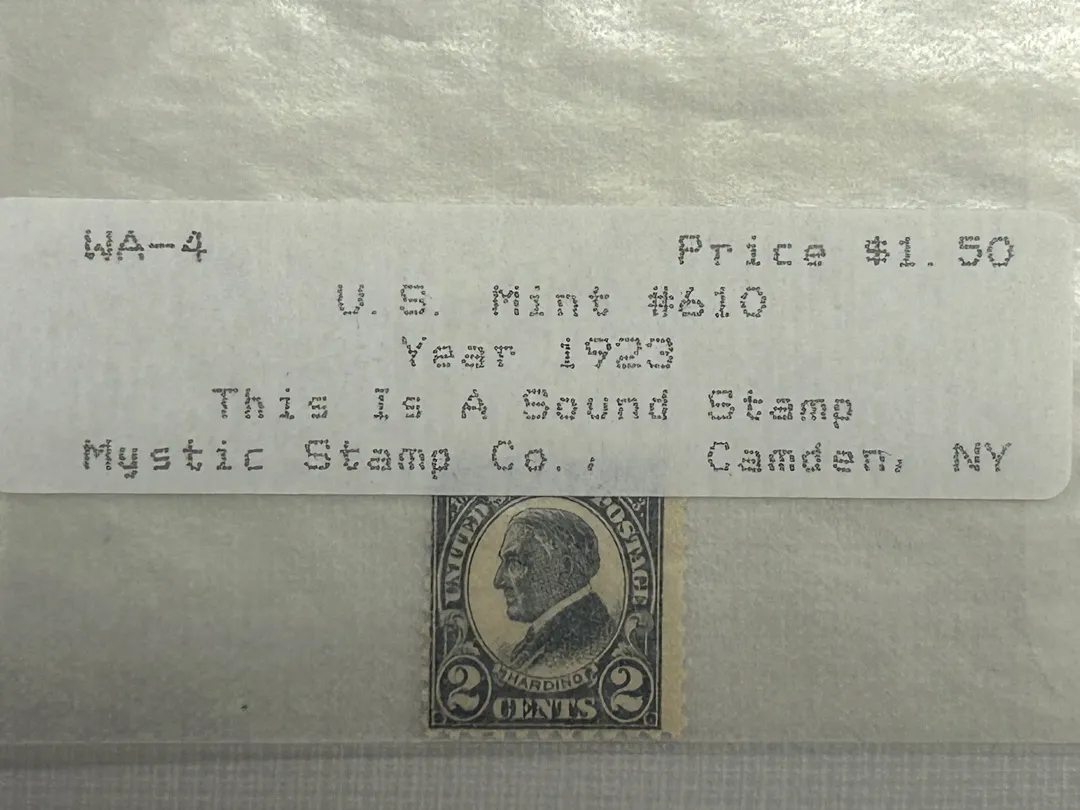 WA-4 Price $1.50
U.S. Mint #610
Year 1923
This Is A Sound Stamp
Mystic Stamp Co., Camden, NY
UNITED POSTAGE
HARDING
2 CENTS 2